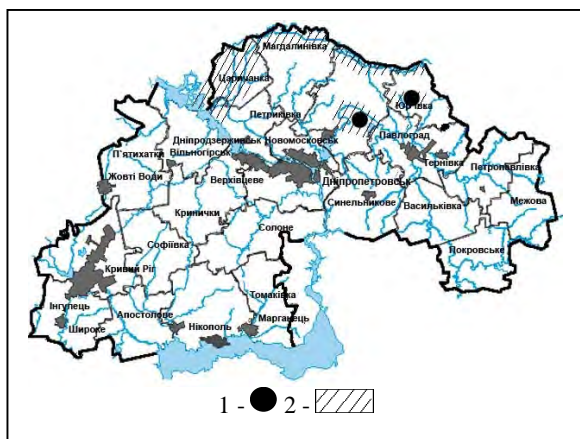 Магдалинівка
Царичанка
Юр'ївка
Петриківка
Павлоград
Дніпродзержинськ
Новомосковськ
П'ятихатки
Вільногірськ
Тернівка
Петропавлівка
Жовті Води
Верхівцеве
Дніпропетровськ
Синельникове
Васильківка
Межова
Кринички
Солоне
Софіївка
Покровське
Кривий Ріг
Томаківка
Інгулець
Апостолове
Марганець
Широке
Нікополь
1 - 2 -